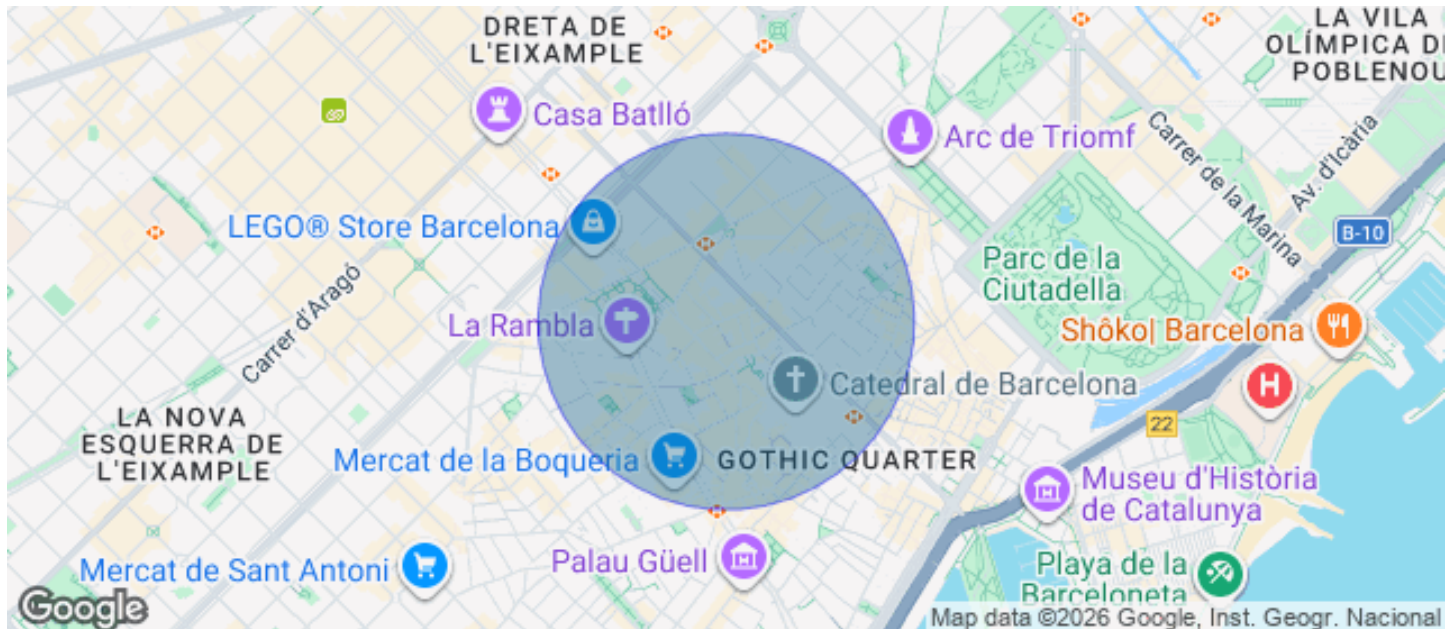 DRETA DE
L'EIXAMPLE
LA VILA
OLÍMPICA DE
POBLENOU
Casa Batlló
Arc de Triomf
Carrer de la Marina
Av. d'Icària
LEGO® Store Barcelona
B-10
Parc de la
Ciutadella
Carrer d'Aragó
La Rambla
Shôko| Barcelona
Catedral de Barcelona
H
LA NOVA
ESQUERRA DE
L'EIXAMPLE
22
Mercat de la Boqueria
GOTHIC QUARTER
Museu d'Història
de Catalunya
Palau Güell
Mercat de Sant Antoni
Playa de la
Barceloneta
Google
Map data ©2026 Google, Inst. Geogr. Nacional